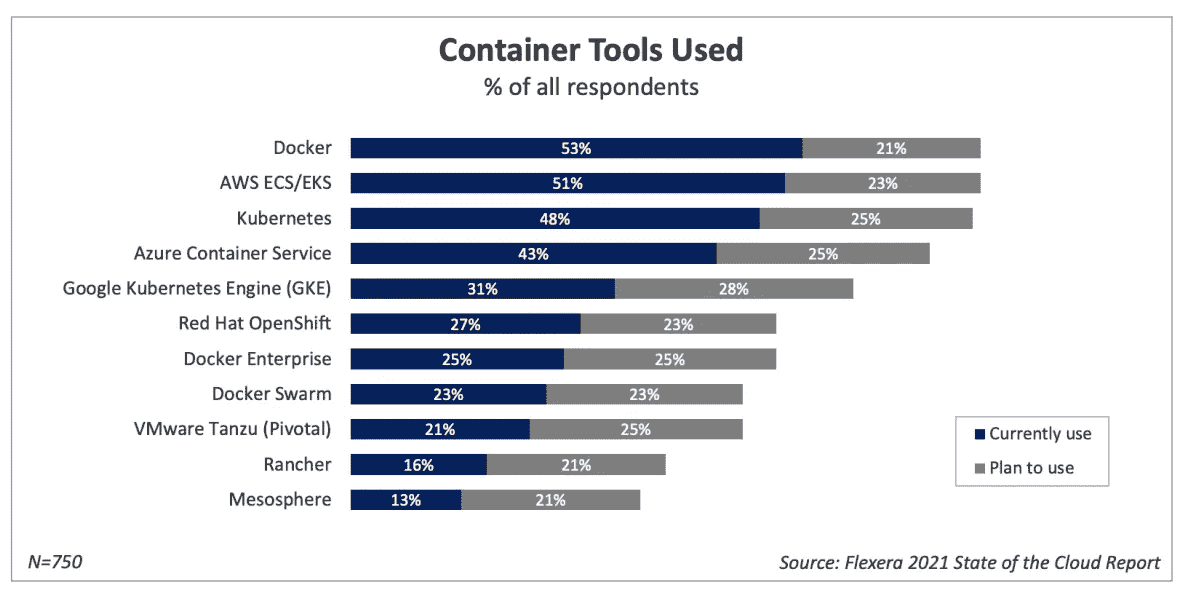 Container Tools Used
% of all respondents
Docker 53% 21%
AWS ECS/EKS 51% 23%
Kubernetes 48% 25%
Azure Container Service 43% 25%
Google Kubernetes Engine (GKE) 31% 28%
Red Hat OpenShift 27% 23%
Docker Enterprise 25% 25%
Docker Swarm 23% 23%
VMware Tanzu (Pivotal) 21% 25%
Rancher 16% 21%
Mesosphere 13% 21%
Currently use
Plan to use
N=750
Source: Flexera 2021 State of the Cloud Report